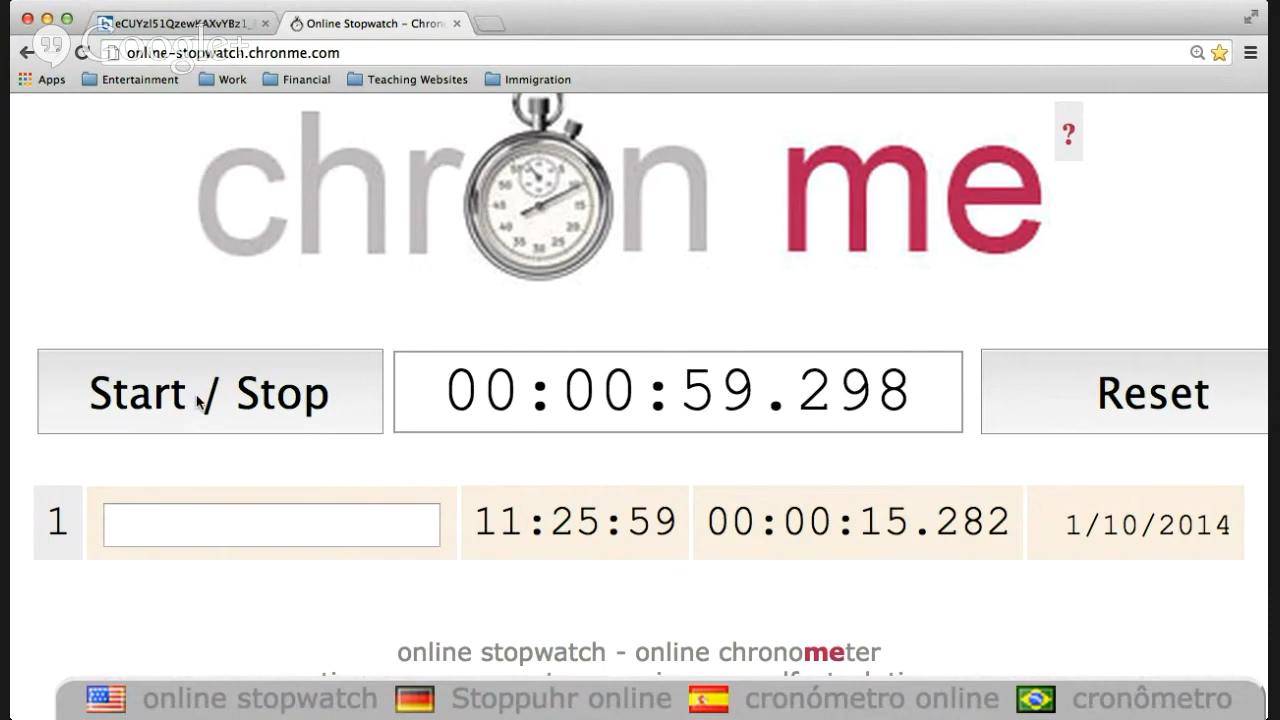 Online Stopwatch – Chron
Google+
online-stopwatch.chronme.com
Apps Entertainment Work Financial Teaching Websites Immigration
chron me ?
Start / Stop 00:00:59.298 Reset
1 11:25:59 00:00:15.282 1/10/2014
online stopwatch - online chronometer
online stopwatch Stoppuhr online cronómetro online cronômetro